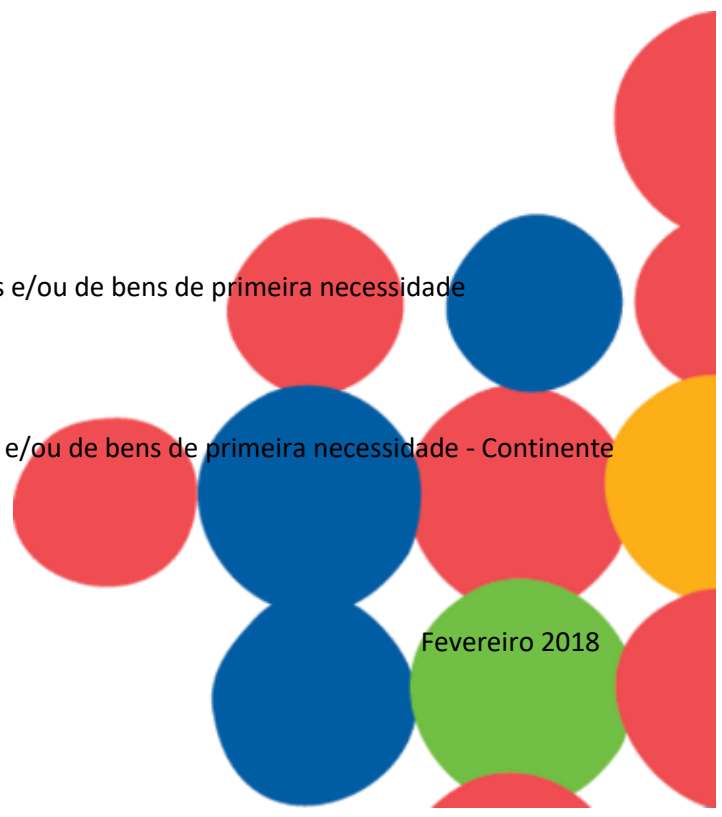 s e/ou de bens de primeira necessidade
e/ou de bens de primeira necessidade - Continente
Fevereiro 2018